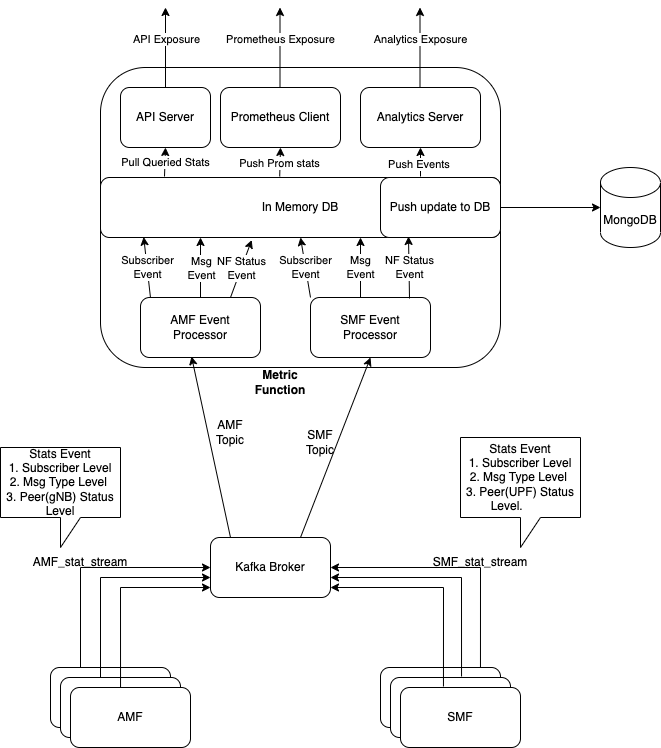 API Exposure
Prometheus Exposure
Analytics Exposure
API Server
Prometheus Client
Analytics Server
Pull Queried Stats
Push Prom stats
Push Events
In Memory DB
Push update to DB
MongoDB
Subscriber
Event
Msg
Event
NF Status
Event
Subscriber
Event
Msg
Event
NF Status
Event
AMF Event
Processor
SMF Event
Processor
Metric
Function
AMF
Topic
SMF
Topic
Stats Event
1. Subscriber Level
2. Msg Type Level
3. Peer(gNB) Status
Level
Stats Event
1. Subscriber Level
2. Msg Type Level
3. Peer(UPF) Status
Level.
AMF_stat_stream
Kafka Broker
SMF_stat_stream
AMF
SMF